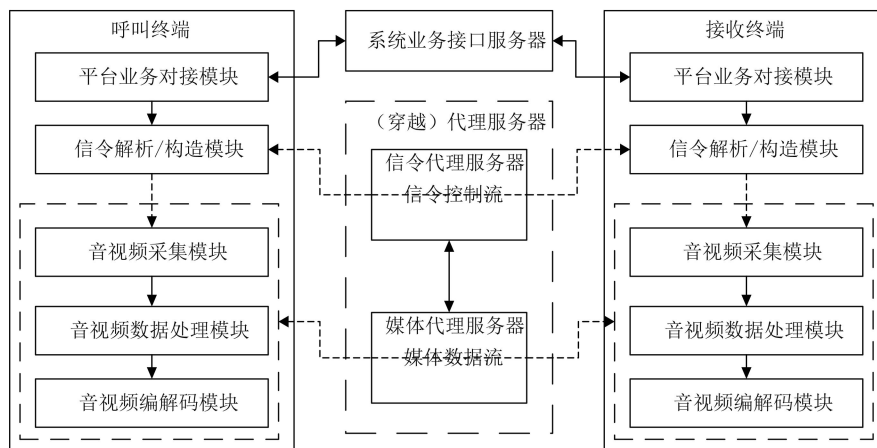 呼叫终端
平台业务对接模块
信令解析/构造模块
音视频采集模块
音视频数据处理模块
音视频编解码模块
系统业务接口服务器
（穿越）代理服务器
信令代理服务器
信令控制流
媒体代理服务器
媒体数据流
接收终端
平台业务对接模块
信令解析/构造模块
音视频采集模块
音视频数据处理模块
音视频编解码模块